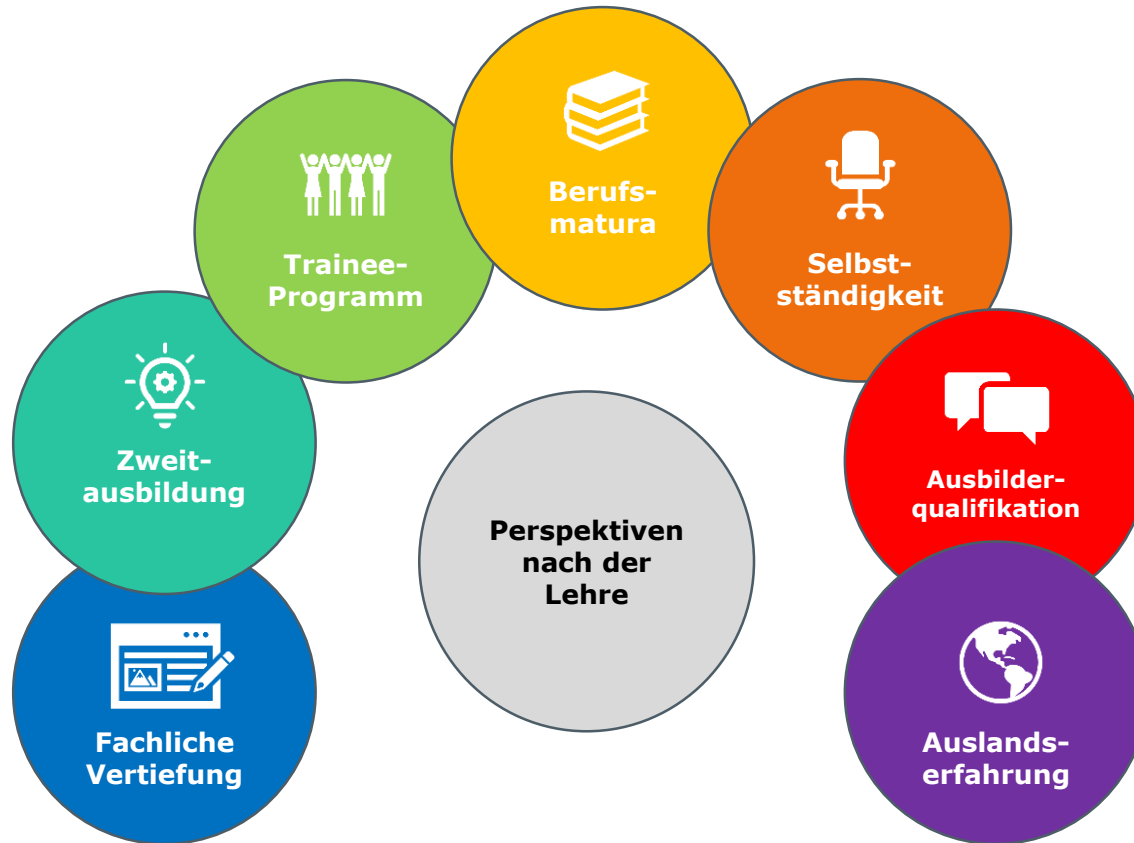 Berufs-
matura
Trainee-
Programm
Selbst-
ständigkeit
Zweit-
ausbildung
Ausbilder-
qualifikation
Perspektiven
nach der
Lehre
Fachliche
Vertiefung
Auslands-
erfahrung